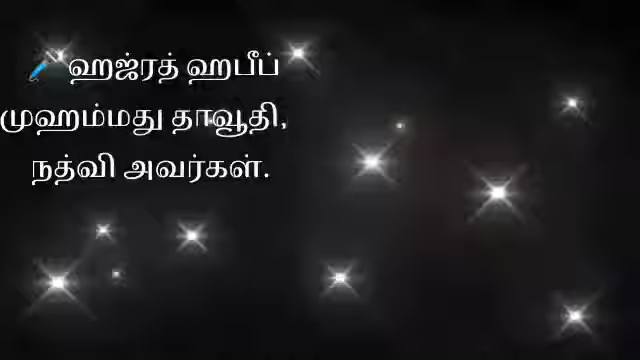 🖊️ ஹஜ்ரத் ஹபீப்
முஹம்மது தாவூதி,
நத்வி அவர்கள்.